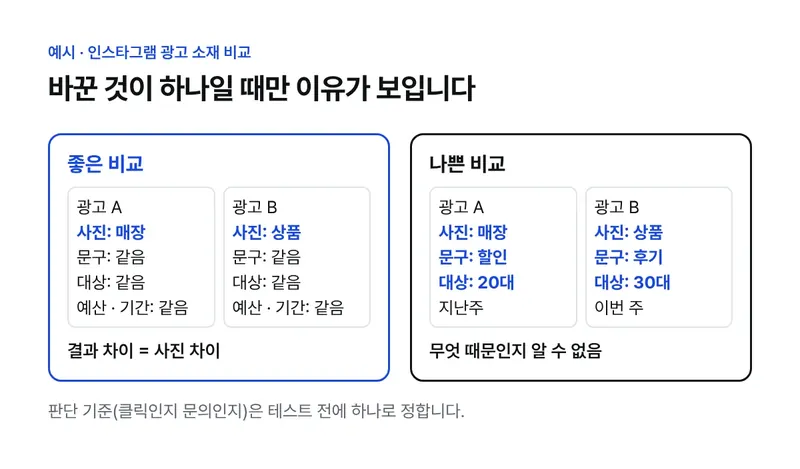 예시 · 인스타그램 광고 소재 비교
바꾼 것이 하나일 때만 이유가 보입니다
좋은 비교
광고 A
사진: 매장
문구: 같음
대상: 같음
예산 · 기간: 같음
광고 B
사진: 상품
문구: 같음
대상: 같음
예산 · 기간: 같음
결과 차이 = 사진 차이
나쁜 비교
광고 A
사진: 매장
문구: 할인
대상: 20대
지난주
광고 B
사진: 상품
문구: 후기
대상: 30대
이번 주
무엇 때문인지 알 수 없음
판단 기준(클릭인지 문의인지)은 테스트 전에 하나로 정합니다.